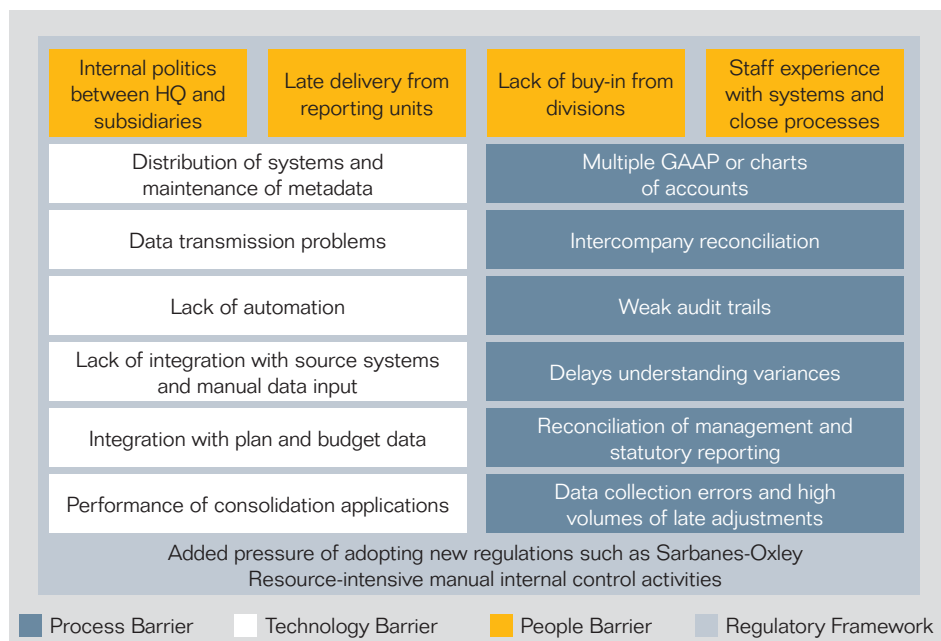 Internal politics
between HQ and
subsidiaries
Late delivery from
reporting units
Lack of buy-in from
divisions
Staff experience
with systems and
close processes
Distribution of systems and
maintenance of metadata
Multiple GAAP or charts
of accounts
Data transmission problems
Intercompany reconciliation
Lack of automation
Weak audit trails
Lack of integration with source systems
and manual data input
Delays understanding variances
Integration with plan and budget data
Reconciliation of management and
statutory reporting
Performance of consolidation applications
Data collection errors and high
volumes of late adjustments
Added pressure of adopting new regulations such as Sarbanes-Oxley
Resource-intensive manual internal control activities
Process Barrier
Technology Barrier
People Barrier
Regulatory Framework